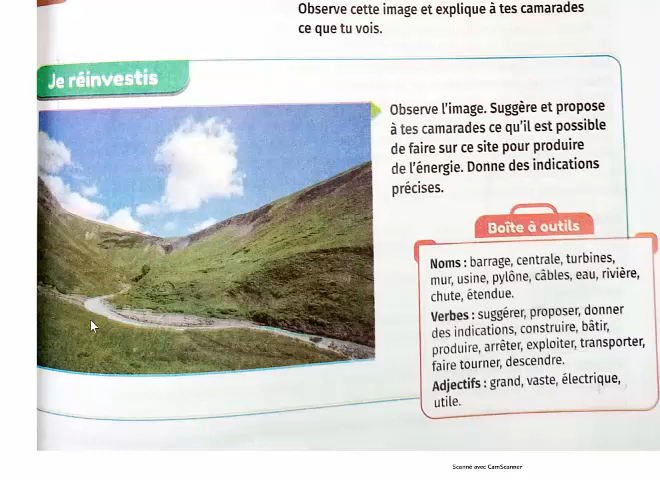 Observe cette image et explique à tes camarades
ce que tu vois.
Je réinvestis
Observe l'image. Suggère et propose
à tes camarades ce qu'il est possible
de faire sur ce site pour produire
de l'énergie. Donne des indications
précises.
Boîte à outils
Noms : barrage, centrale, turbines,
mur, usine, pylône, câbles, eau, rivière,
chute, étendue.
Verbes : suggérer, proposer, donner
des indications, construire, bâtir,
produire, arrêter, exploiter, transporter,
faire tourner, descendre.
Adjectifs : grand, vaste, électrique,
utile.
Scanné avec CamScanner